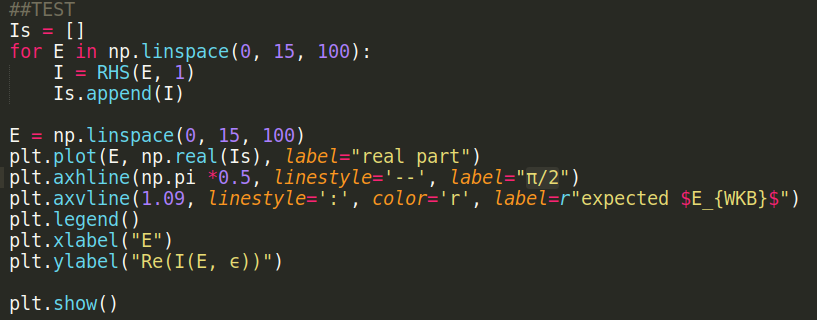 ##TEST
Is = []
for E in np.linspace(0, 15, 100):
    I = RHS(E, 1)
    Is.append(I)

E = np.linspace(0, 15, 100)
plt.plot(E, np.real(Is), label="real part")
plt.axhline(np.pi *0.5, linestyle='--', label="π/2")
plt.axvline(1.09, linestyle=':', color='r', label=r"expected $E_{WKB}$")
plt.legend()
plt.xlabel("E")
plt.ylabel("Re(I(E, ϵ))")

plt.show()